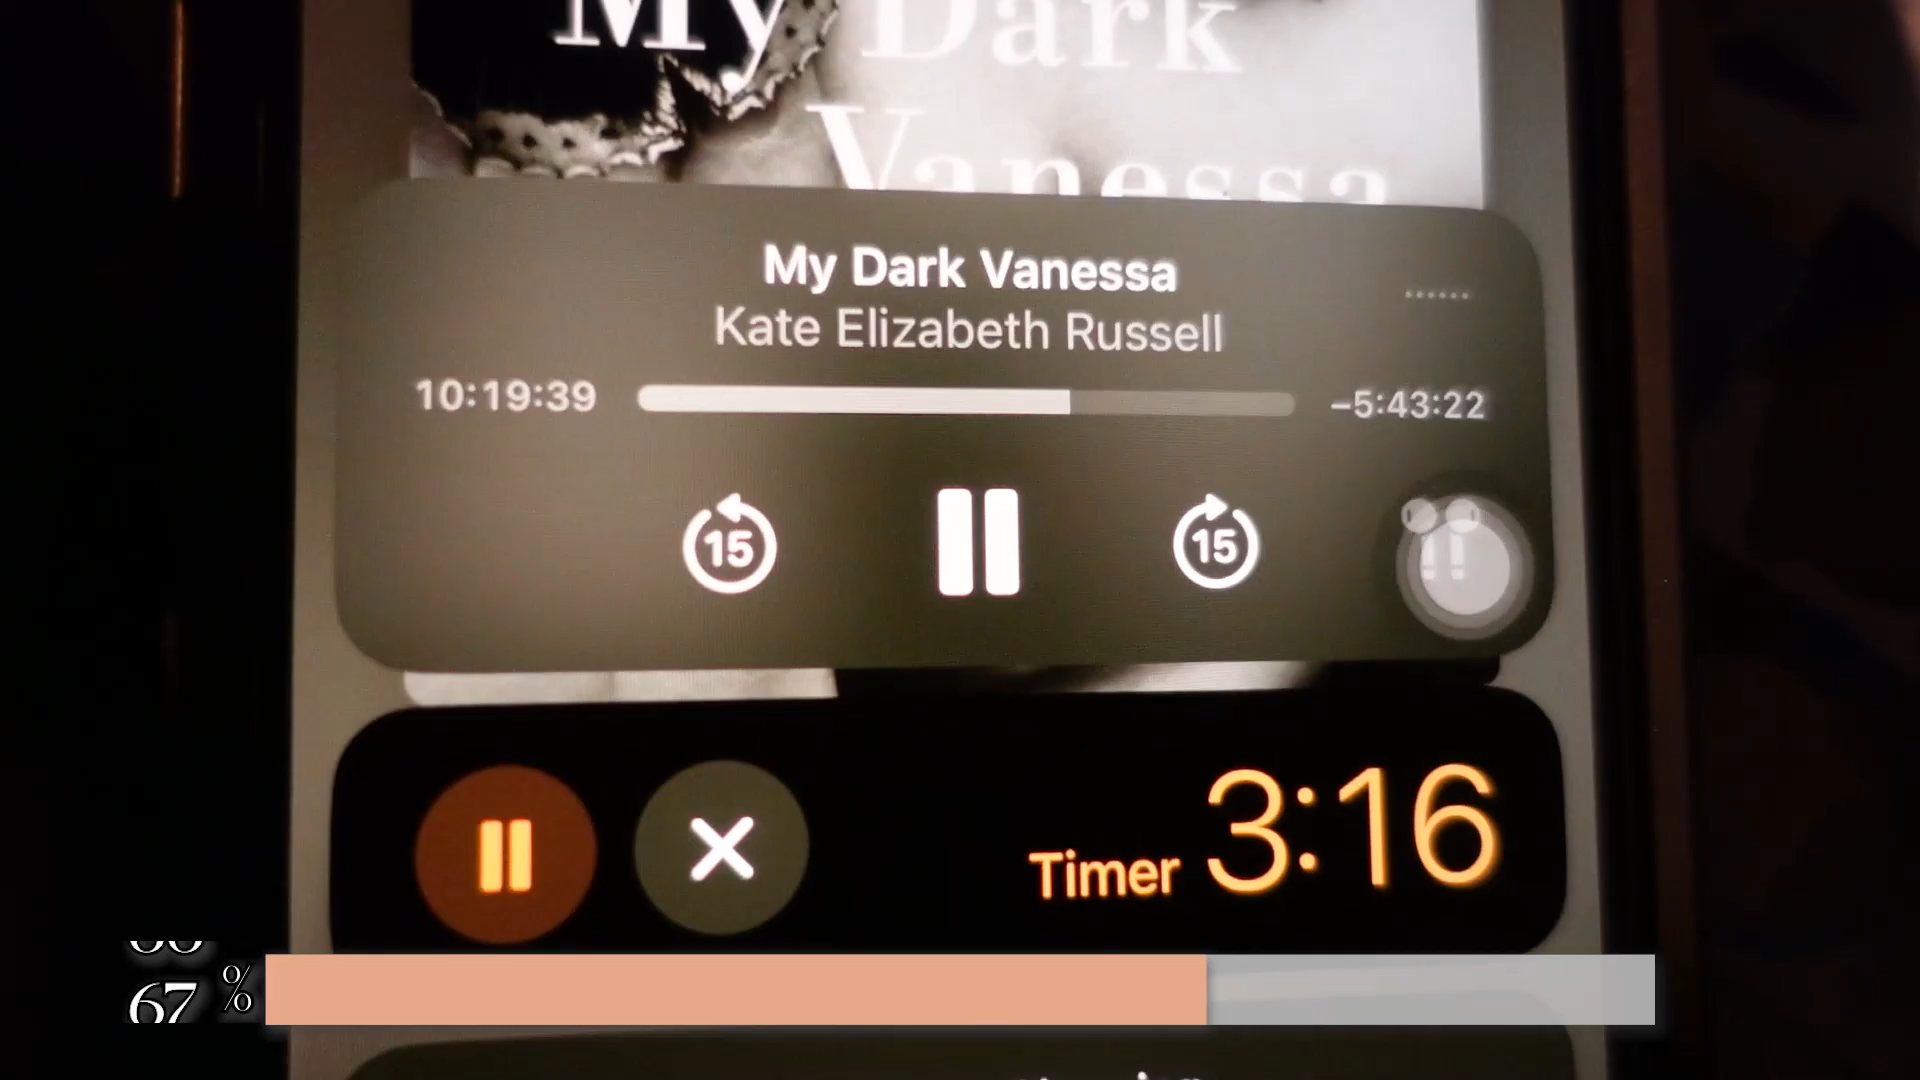 My Dark
Vanessa
My Dark Vanessa
Kate Elizabeth Russell
10:19:39
-5:43:22
15
15
Timer 3:16
67 %